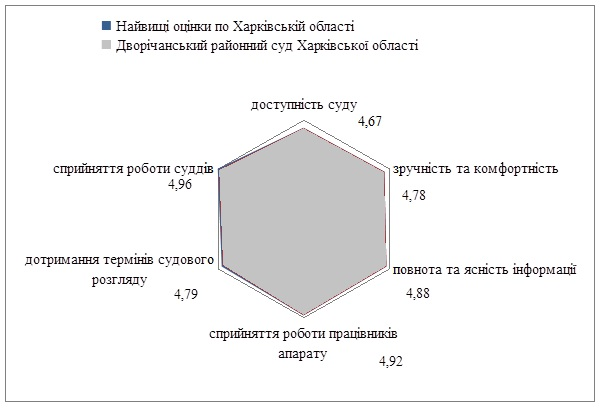 Найвищі оцінки по Харківській області
Дворічанський районний суд Харківської області
доступність суду
4,67
сприйняття роботи суддів
4,96
зручність та комфортність
4,78
дотримання термінів судового
розгляду
4,79
повнота та ясність інформації
4,88
сприйняття роботи працівників
апарату
4,92